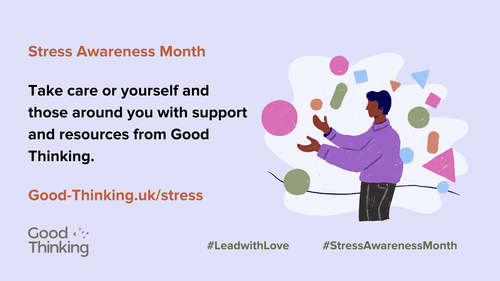 Stress Awareness Month
Take care or yourself and
those around you with support
and resources from Good
Thinking.
Good-Thinking.uk/stress
Good
Thinking
#LeadwithLove
#StressAwarenessMonth